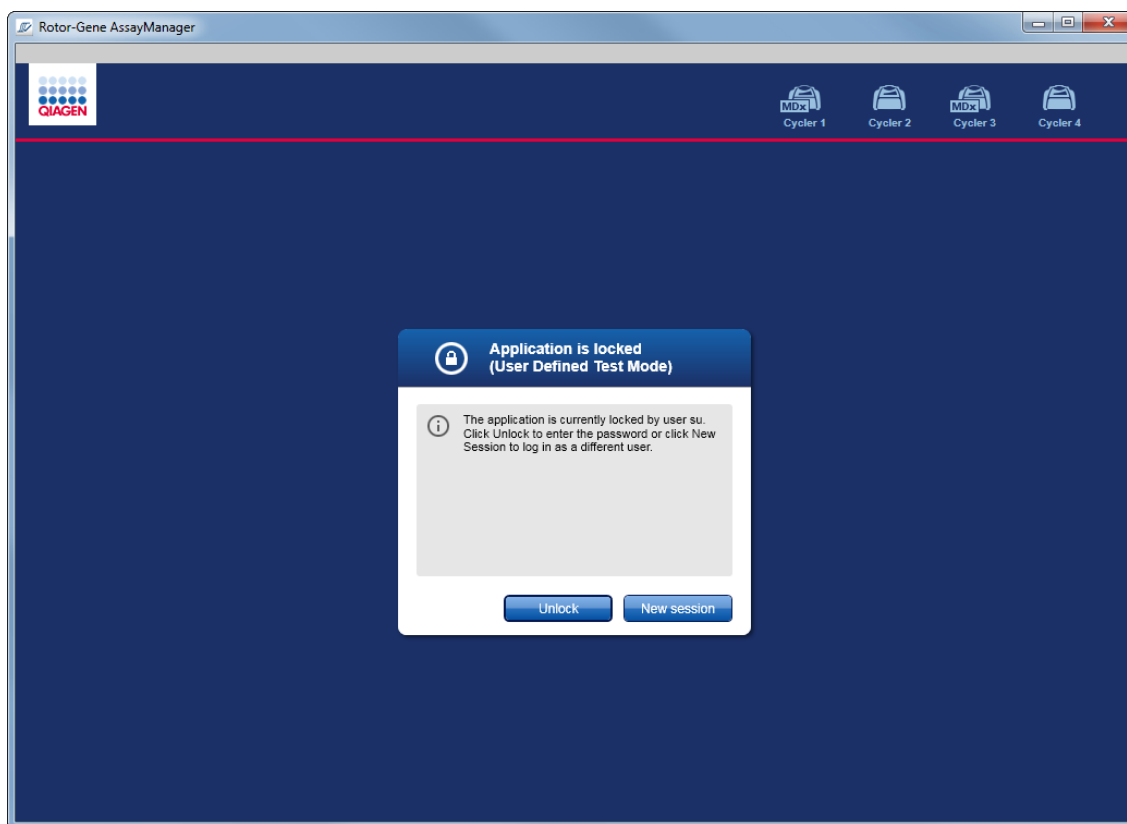 Rotor-Gene AssayManager
QIAGEN
MDx
MDx
Cycler 1
Cycler 2
Cycler 3
Cycler 4
Application is locked
(User Defined Test Mode)
The application is currently locked by user su.
Click Unlock to enter the password or click New
Session to log in as a different user.
Unlock
New session